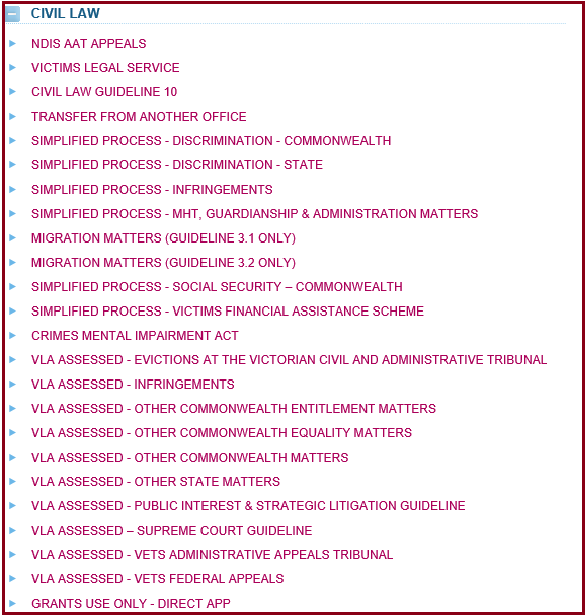 CIVIL LAW
NDIS AAT APPEALS
VICTIMS LEGAL SERVICE
CIVIL LAW GUIDELINE 10
TRANSFER FROM ANOTHER OFFICE
SIMPLIFIED PROCESS - DISCRIMINATION - COMMONWEALTH
SIMPLIFIED PROCESS - DISCRIMINATION - STATE
SIMPLIFIED PROCESS - INFRINGEMENTS
SIMPLIFIED PROCESS - MHT, GUARDIANSHIP & ADMINISTRATION MATTERS
MIGRATION MATTERS (GUIDELINE 3.1 ONLY)
MIGRATION MATTERS (GUIDELINE 3.2 ONLY)
SIMPLIFIED PROCESS - SOCIAL SECURITY – COMMONWEALTH
SIMPLIFIED PROCESS - VICTIMS FINANCIAL ASSISTANCE SCHEME
CRIMES MENTAL IMPAIRMENT ACT
VLA ASSESSED - EVICTIONS AT THE VICTORIAN CIVIL AND ADMINISTRATIVE TRIBUNAL
VLA ASSESSED - INFRINGEMENTS
VLA ASSESSED - OTHER COMMONWEALTH ENTITLEMENT MATTERS
VLA ASSESSED - OTHER COMMONWEALTH EQUALITY MATTERS
VLA ASSESSED - OTHER COMMONWEALTH MATTERS
VLA ASSESSED - OTHER STATE MATTERS
VLA ASSESSED - PUBLIC INTEREST & STRATEGIC LITIGATION GUIDELINE
VLA ASSESSED – SUPREME COURT GUIDELINE
VLA ASSESSED - VETS ADMINISTRATIVE APPEALS TRIBUNAL
VLA ASSESSED - VETS FEDERAL APPEALS
GRANTS USE ONLY - DIRECT APP